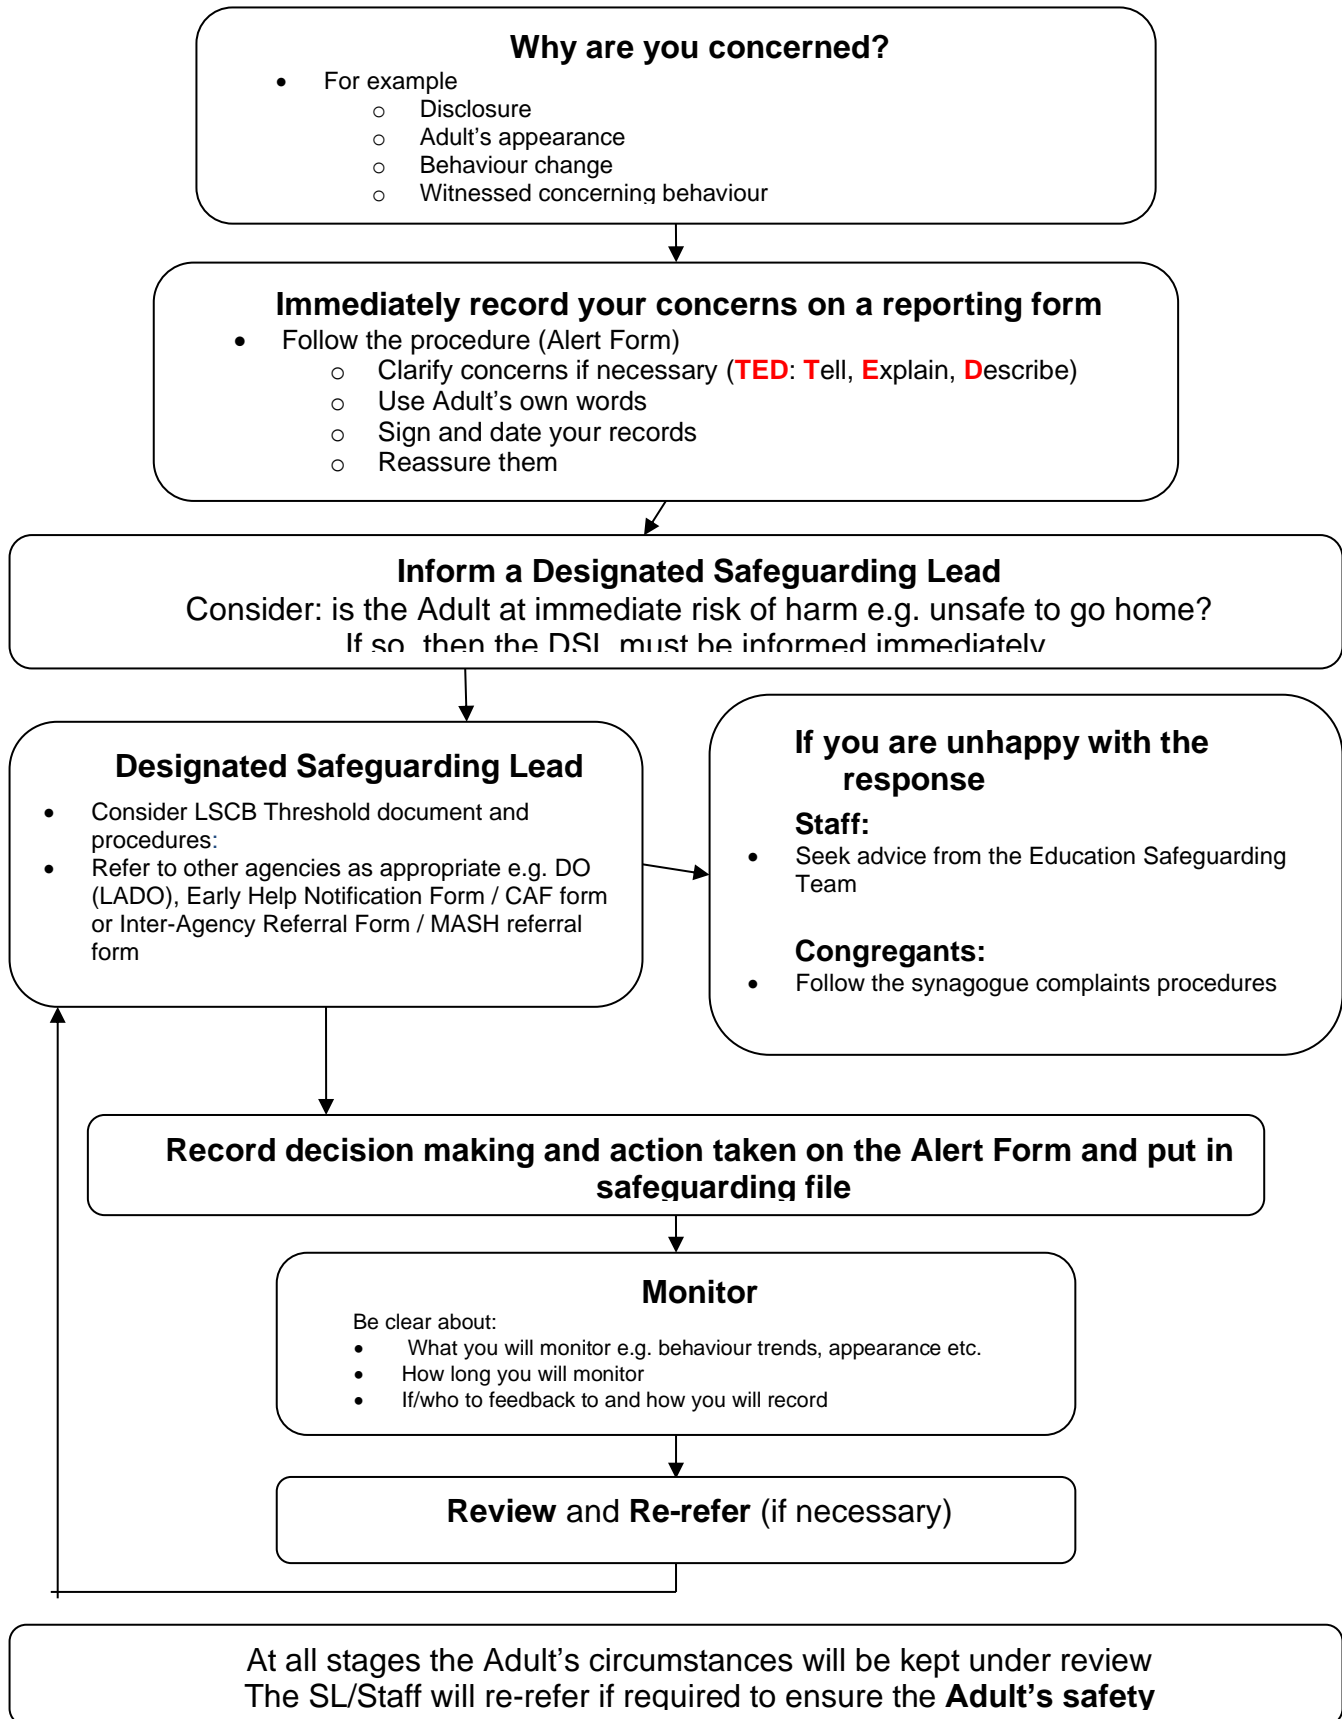 Why are you concerned?
• For example
o Disclosure
o Adult's appearance
o Behaviour change
o Witnessed concerning behaviour
Immediately record your concerns on a reporting form
• Follow the procedure (Alert Form)
o Clarify concerns if necessary (TED: Tell, Explain, Describe)
o Use Adult's own words
o Sign and date your records
o Reassure them
Inform a Designated Safeguarding Lead
Consider: is the Adult at immediate risk of harm e.g. unsafe to go home?
If so, then the DSL must be informed immediately
Designated Safeguarding Lead
• Consider LSCB Threshold document and
procedures:
• Refer to other agencies as appropriate e.g. DO
(LADO), Early Help Notification Form / CAF form
or Inter-Agency Referral Form / MASH referral
form
If you are unhappy with the
response
Staff:
• Seek advice from the Education Safeguarding
Team
Congregants:
• Follow the synagogue complaints procedures
Record decision making and action taken on the Alert Form and put in
safeguarding file
Monitor
Be clear about:
• What you will monitor e.g. behaviour trends, appearance etc.
• How long you will monitor
• If/who to feedback to and how you will record
Review and Re-refer (if necessary)
At all stages the Adult's circumstances will be kept under review
The SL/Staff will re-refer if required to ensure the Adult's safety